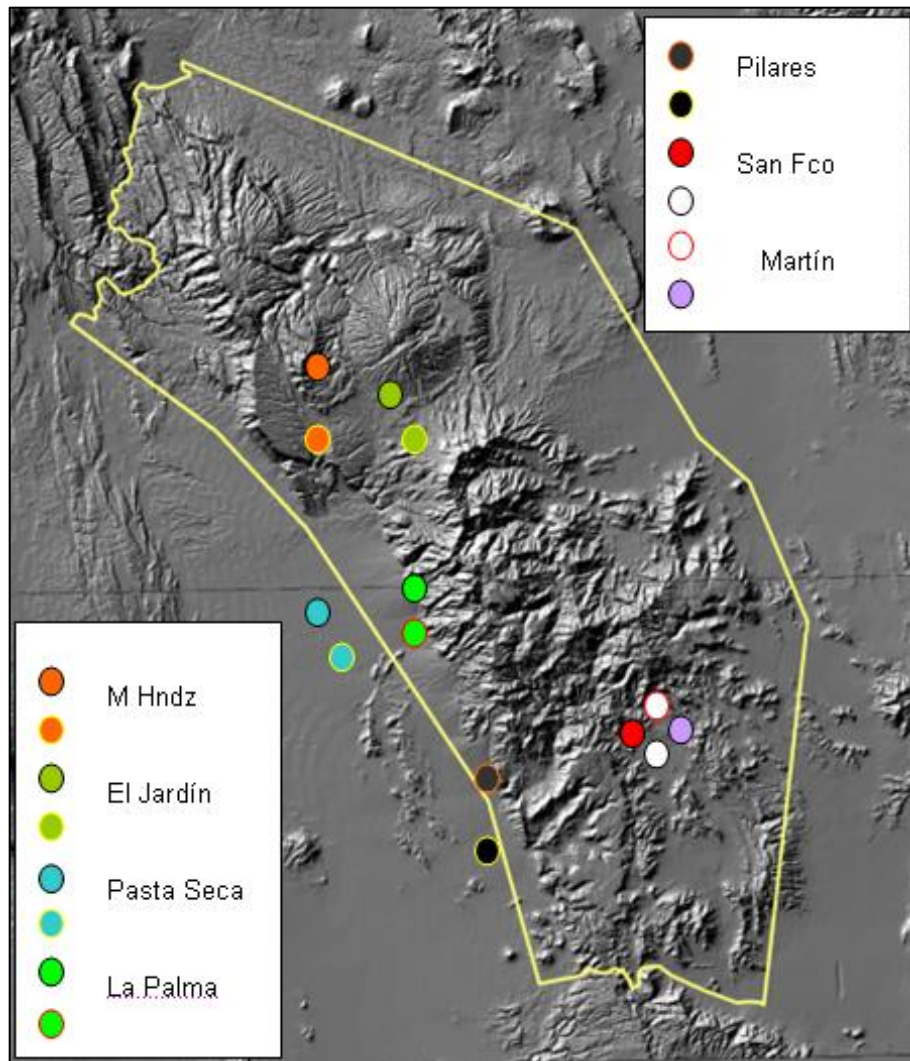 Pilares
San Fco
Martín
M Hndz
El Jardín
Pasta Seca
La Palma